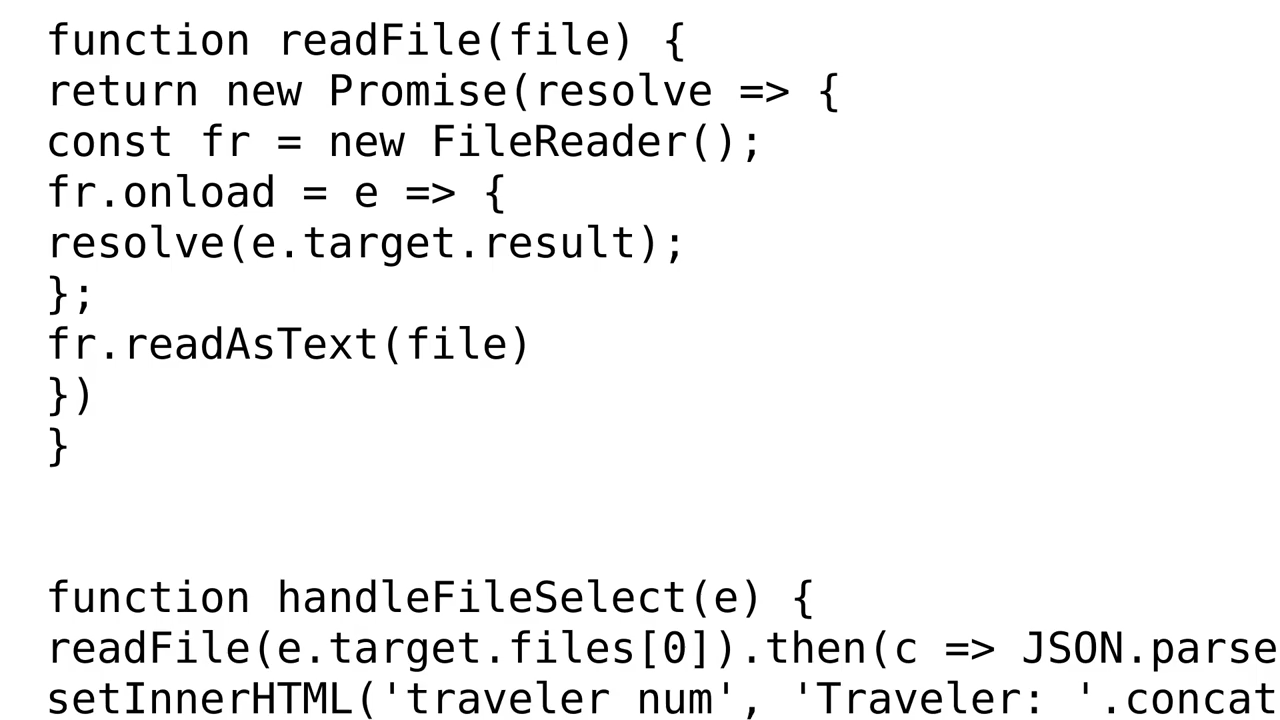 function readFile(file) {
return new Promise(resolve => {
const fr = new FileReader();
fr.onload = e => {
resolve(e.target.result);
};
fr.readAsText(file)
})
}
function handleFileSelect(e) {
readFile(e.target.files[0]).then(c => JSON.parse
setInnerHTML('traveler num', 'Traveler: '.concat